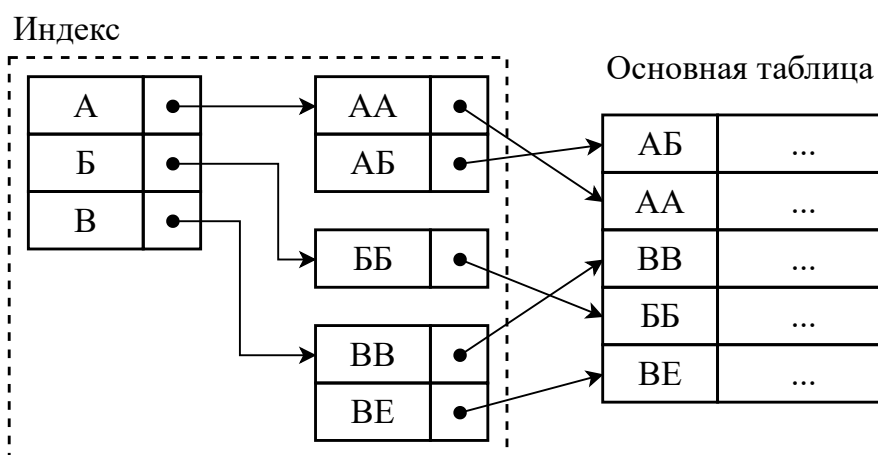 Индекс
Основная таблица
А
Б
В
АА
АБ
ББ
ВВ
ВЕ
АБ ...
АА ...
ВВ ...
ББ ...
ВЕ ...